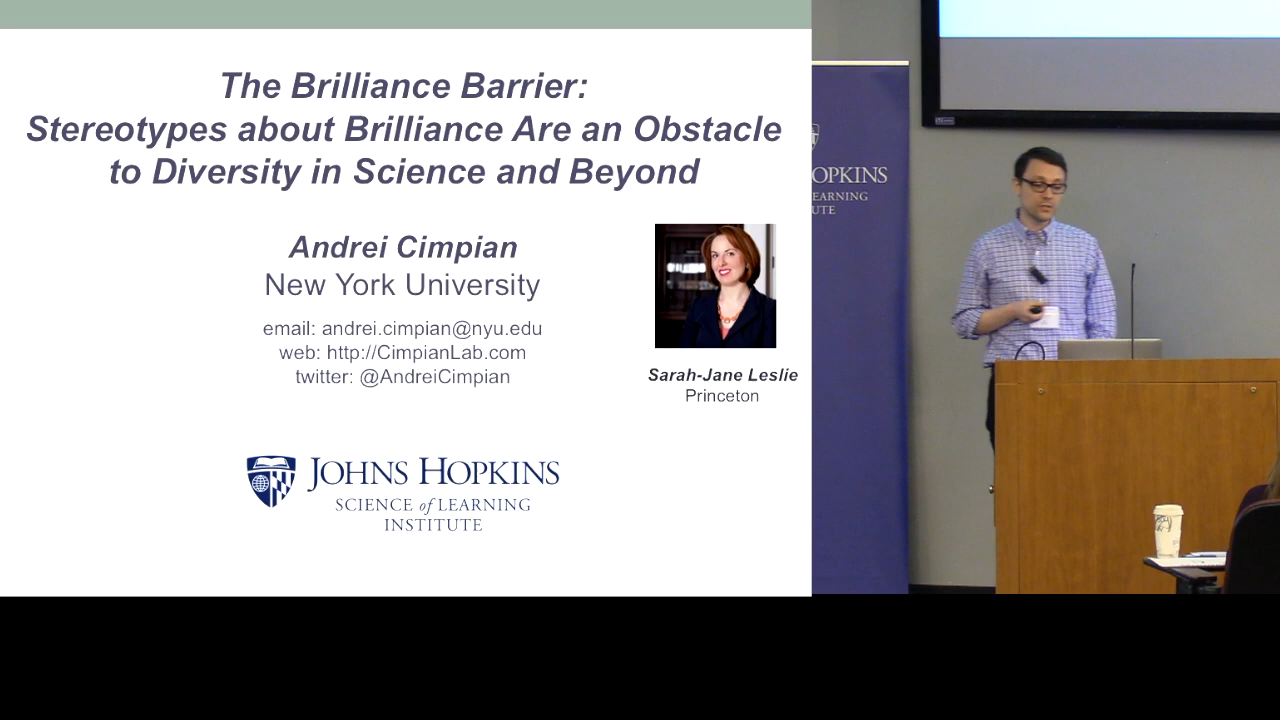 The Brilliance Barrier:
Stereotypes about Brilliance Are an Obstacle
to Diversity in Science and Beyond
Andrei Cimpian
New York University
email: andrei.cimpian@nyu.edu
web: http://CimpianLab.com
twitter: @AndreiCimpian
Sarah-Jane Leslie
Princeton
JOHNS HOPKINS
SCIENCE of LEARNING
INSTITUTE
OPKINS
EARNING
UTE